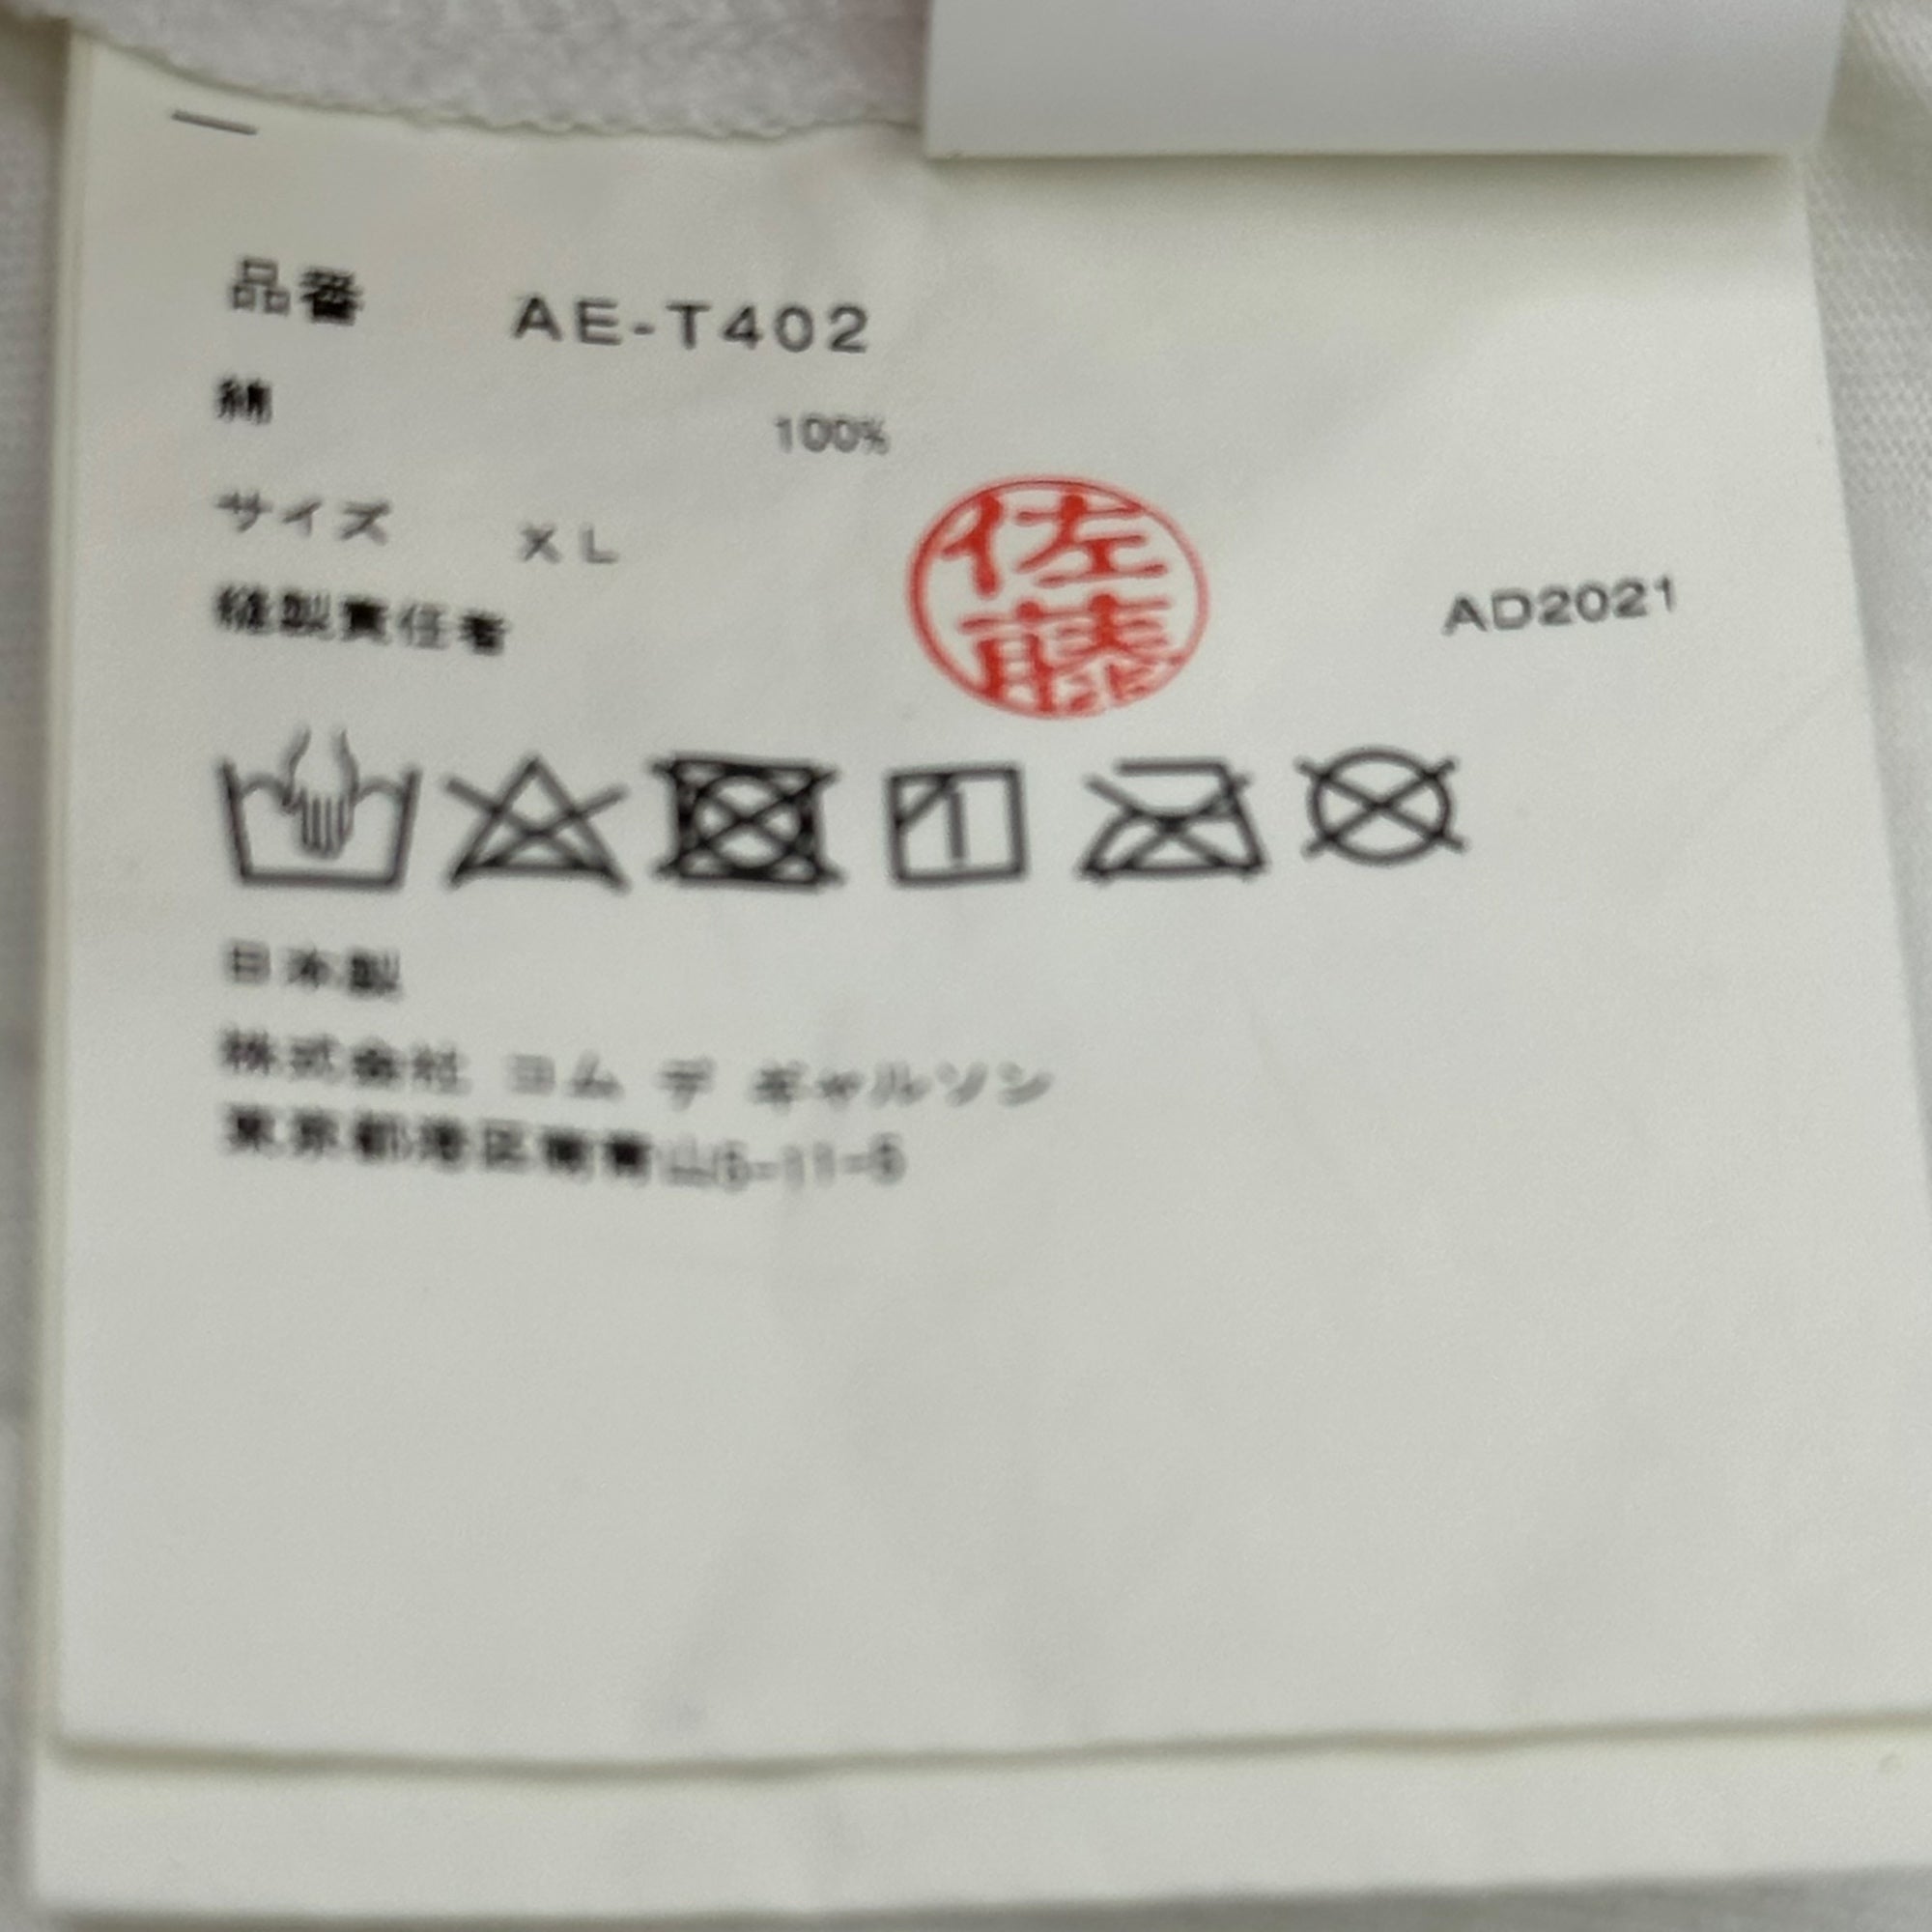 品番 AE-T402
綿 100%
サイズ XL
縫製責任者 佐藤
AD2021
日本製
株式会社 コム デ ギャルソン
東京都港区南青山5-11-5